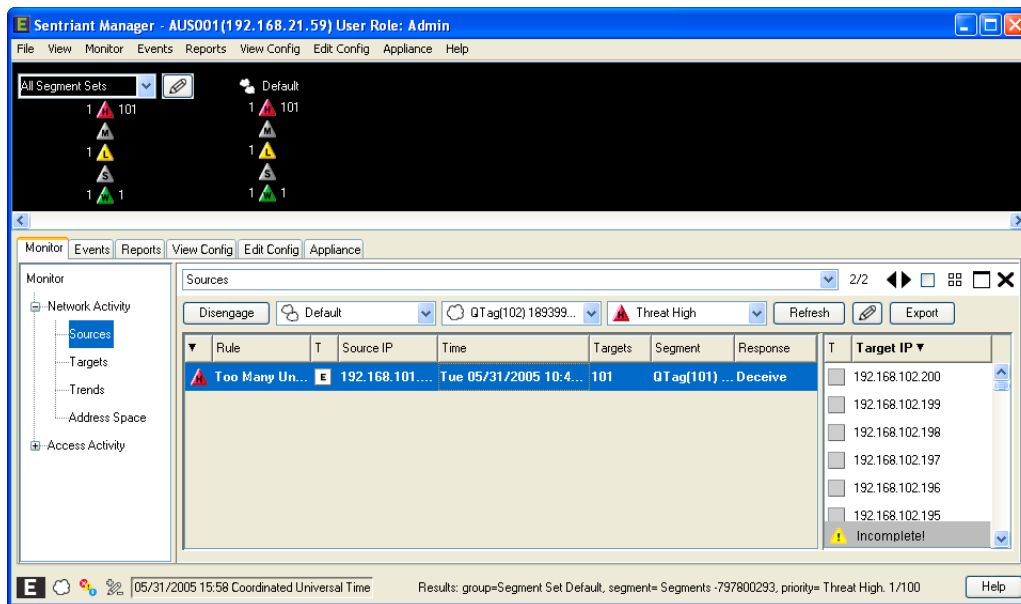 E Sentriant Manager - AUS001(192.168.21.59) User Role: Admin
File View Monitor Events Reports View Config Edit Config Appliance Help
All Segment Sets Default
1 H 101 1 H 101
M M
1 L 1 L
S S
1 W 1 1 W 1
Monitor Events Reports View Config Edit Config Appliance
Monitor
Network Activity
Sources
Targets
Trends
Address Space
Access Activity
Sources 2/2
Disengage Default QTag(102) 189399... H Threat High Refresh Export
Rule T Source IP Time Targets Segment Response T Target IP
H Too Many Un... E 192.168.101.... Tue 05/31/2005 10:4... 101 QTag(101) ... Deceive
192.168.102.200
192.168.102.199
192.168.102.198
192.168.102.197
192.168.102.196
192.168.102.195
! Incomplete!
E 05/31/2005 15:58 Coordinated Universal Time Results: group=Segment Set Default, segment= Segments -797800293, priority= Threat High. 1/100 Help